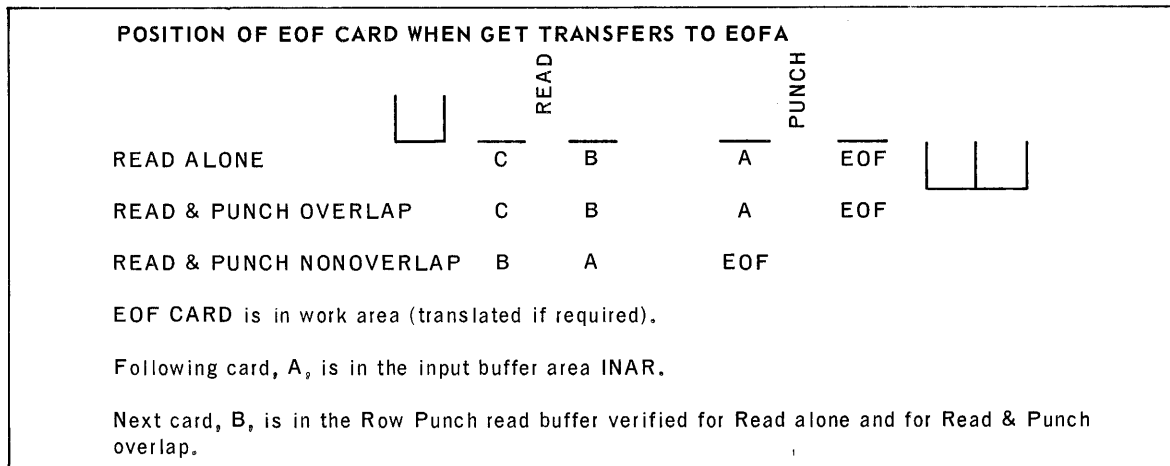 POSITION OF EOF CARD WHEN GET TRANSFERS TO EOFA
READ
PUNCH
READ ALONE C B A EOF
READ & PUNCH OVERLAP C B A EOF
READ & PUNCH NONOVERLAP B A EOF
EOF CARD is in work area (translated if required).
Following card, A, is in the input buffer area INAR.
Next card, B, is in the Row Punch read buffer verified for Read alone and for Read & Punch
overlap.